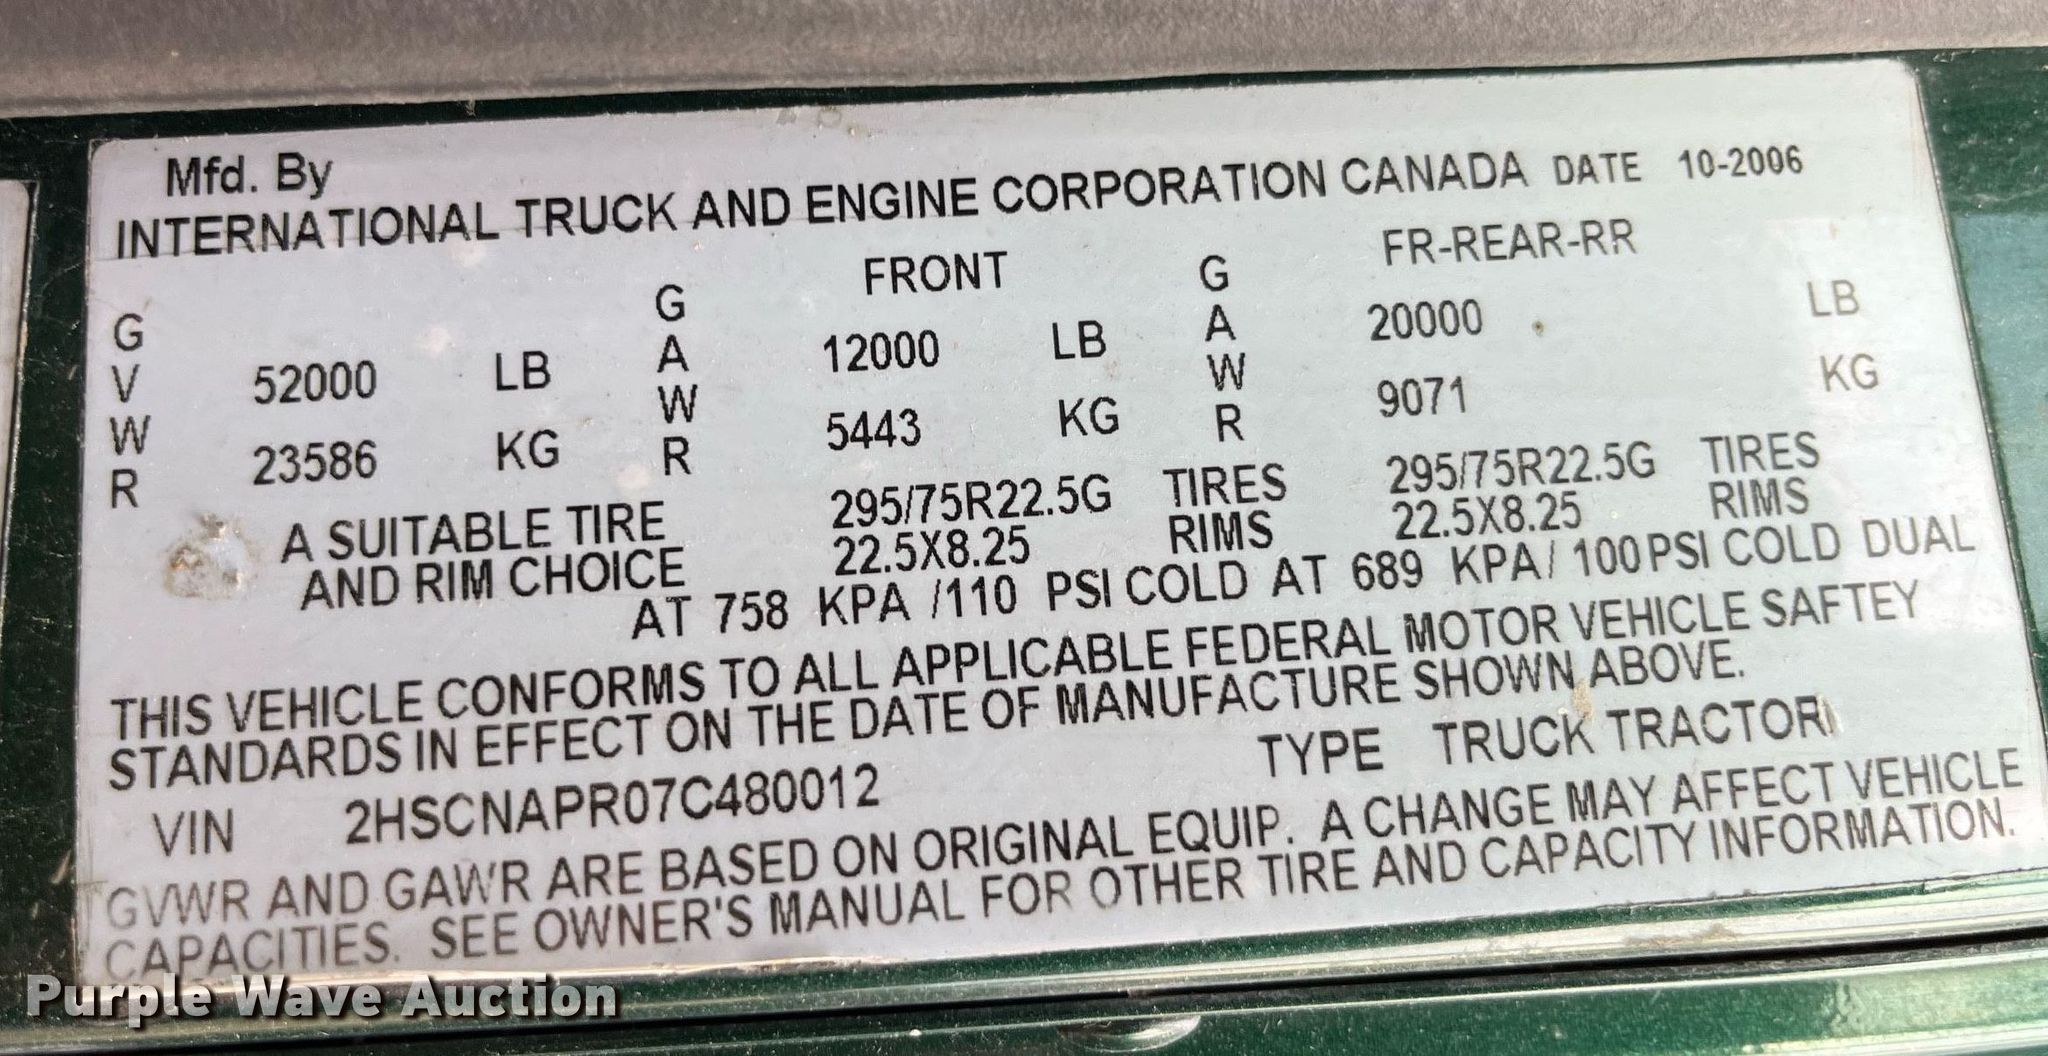 Mfd. By
INTERNATIONAL TRUCK AND ENGINE CORPORATION CANADA DATE 10-2006
FRONT FR-REAR-RR
GVWR 52000 LB GAWR 12000 LB GAWR 20000 LB
23586 KG 5443 KG 9071 KG
A SUITABLE TIRE 295/75R22.5G TIRES 295/75R22.5G TIRES
AND RIM CHOICE 22.5X8.25 RIMS 22.5X8.25 RIMS
AT 758 KPA /110 PSI COLD AT 689 KPA/ 100PSI COLD DUAL
THIS VEHICLE CONFORMS TO ALL APPLICABLE FEDERAL MOTOR VEHICLE SAFTEY
STANDARDS IN EFFECT ON THE DATE OF MANUFACTURE SHOWN ABOVE.
VIN 2HSCNAPR07C480012 TYPE TRUCK TRACTOR
GVWR AND GAWR ARE BASED ON ORIGINAL EQUIP. A CHANGE MAY AFFECT VEHICLE
CAPACITIES. SEE OWNER'S MANUAL FOR OTHER TIRE AND CAPACITY INFORMATION.
Purple Wave Auction